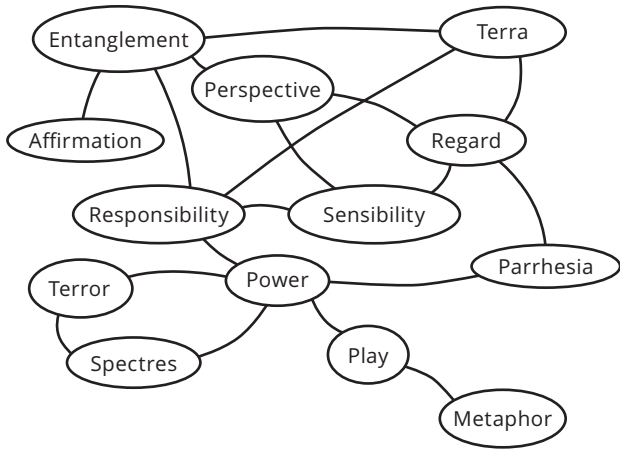 Entanglement
Terra
Perspective
Affirmation
Regard
Responsibility
Sensibility
Parrhesia
Terror
Power
Spectres
Play
Metaphor